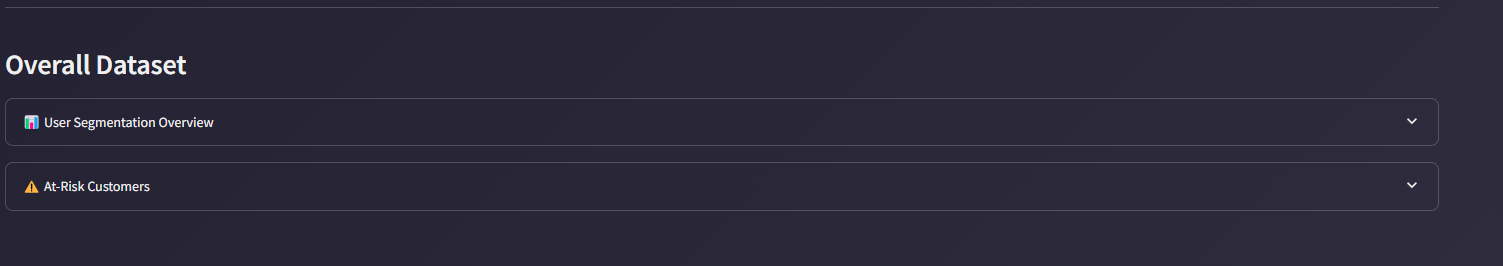 Overall Dataset
📊 User Segmentation Overview
⚠️ At-Risk Customers